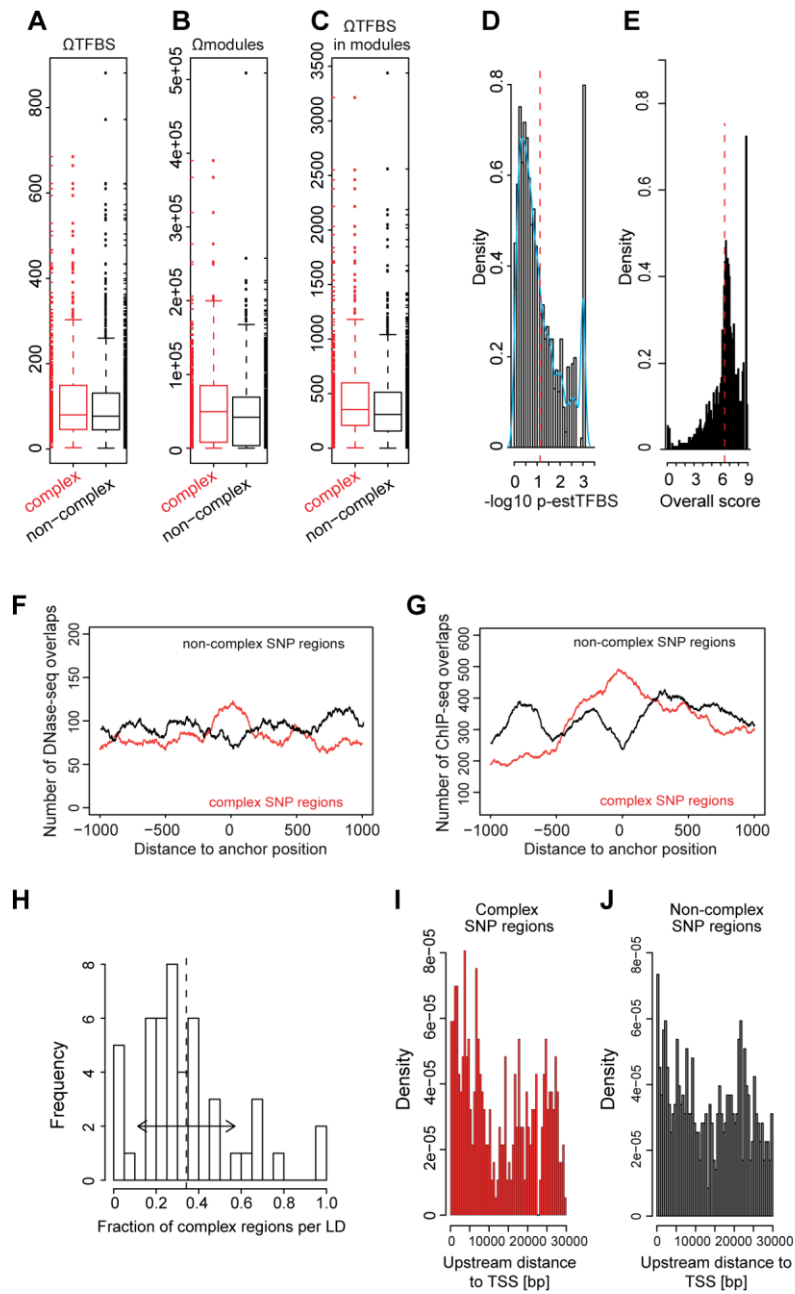 A
ΩTFBS
0
200
400
600
800
complex
non-complex
B
Ωmodules
0
1e+05
2e+05
3e+05
4e+05
5e+05
complex
non-complex
C
ΩTFBS
in modules
0
500
1000
1500
2000
2500
3000
3500
complex
non-complex
D
Density
0
0.2
0.4
0.6
0.8
0 1 2 3
-log10 p-estTFBS
E
Density
0
0.2
0.4
0.6
0.8
0 3 6 9
Overall score
F
Number of DNase-seq overlaps
0
50
100
150
200
non-complex SNP regions
complex SNP regions
−1000 −500 0 500 1000
Distance to anchor position
G
Number of ChIP-seq overlaps
100
200
300
400
500
600
non-complex SNP regions
complex SNP regions
−1000 −500 0 500 1000
Distance to anchor position
H
Frequency
0
2
4
6
8
0 0.2 0.4 0.6 0.8 1.0
Fraction of complex regions per LD
I
Complex
SNP regions
Density
0
2e−05
4e−05
6e−05
8e−05
0 10000 20000 30000
Upstream distance
to TSS [bp]
J
Non-complex
SNP regions
Density
0
2e−05
4e−05
6e−05
8e−05
0 10000 20000 30000
Upstream distance to
TSS [bp]